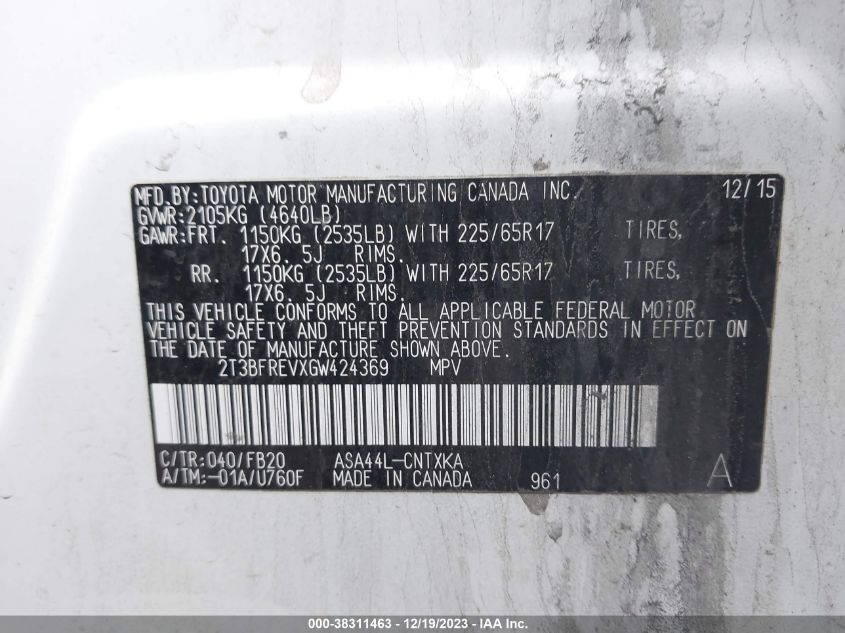 MFD.BY:TOYOTA MOTOR MANUFACTURING CANADA INC. 12/15
GVWR:2105KG (4640LB)
GAWR:FRT. 1150KG (2535LB) WITH 225/65R17 TIRES,
17X6. 5J RIMS.
RR. 1150KG (2535LB) WITH 225/65R17 TIRES,
17X6. 5J RIMS.
THIS VEHICLE CONFORMS TO ALL APPLICABLE FEDERAL MOTOR
VEHICLE SAFETY AND THEFT PREVENTION STANDARDS IN EFFECT ON
THE DATE OF MANUFACTURE SHOWN ABOVE.
2T3BFREVXGW424369 MPV
C/TR:040/FB20 ASA44L-CNTXKA
A/TM:-01A/U760F MADE IN CANADA 961 A
000-38311463 - 12/19/2023 - IAA Inc.